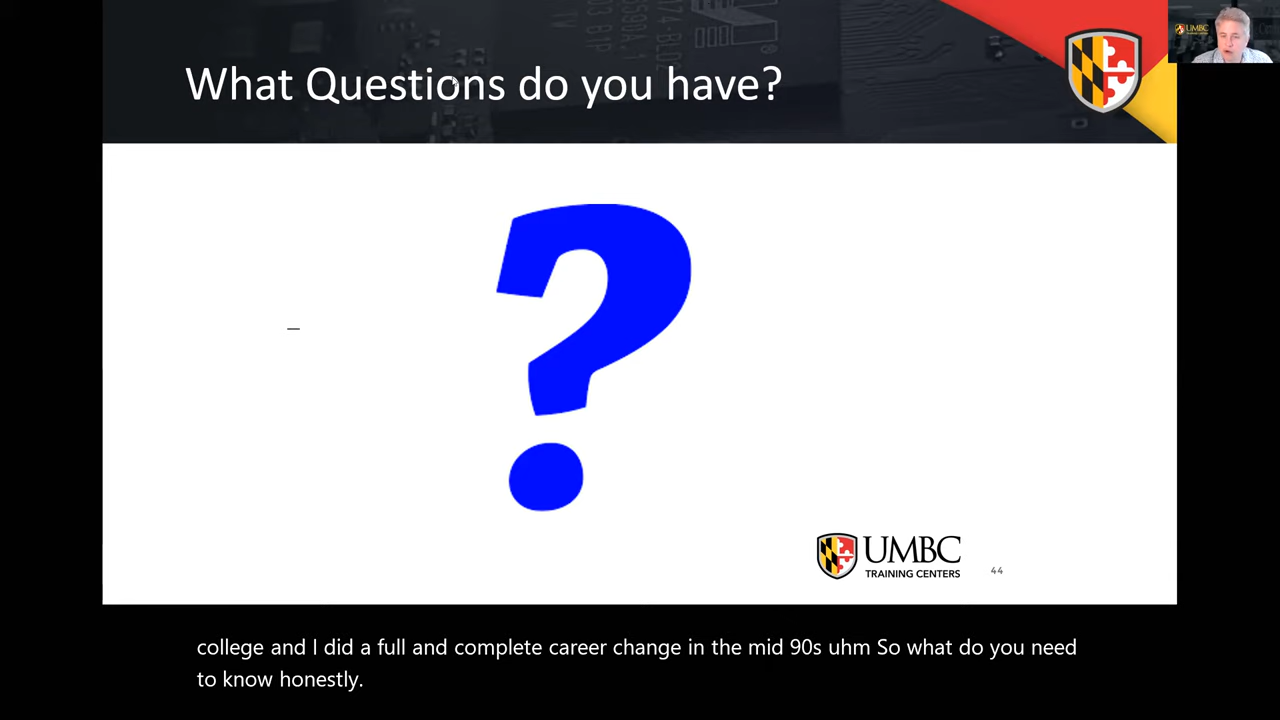 What Questions do you have?
UMBC
?
UMBC
TRAINING CENTERS
44
college and I did a full and complete career change in the mid 90s uhm So what do you need
to know honestly.